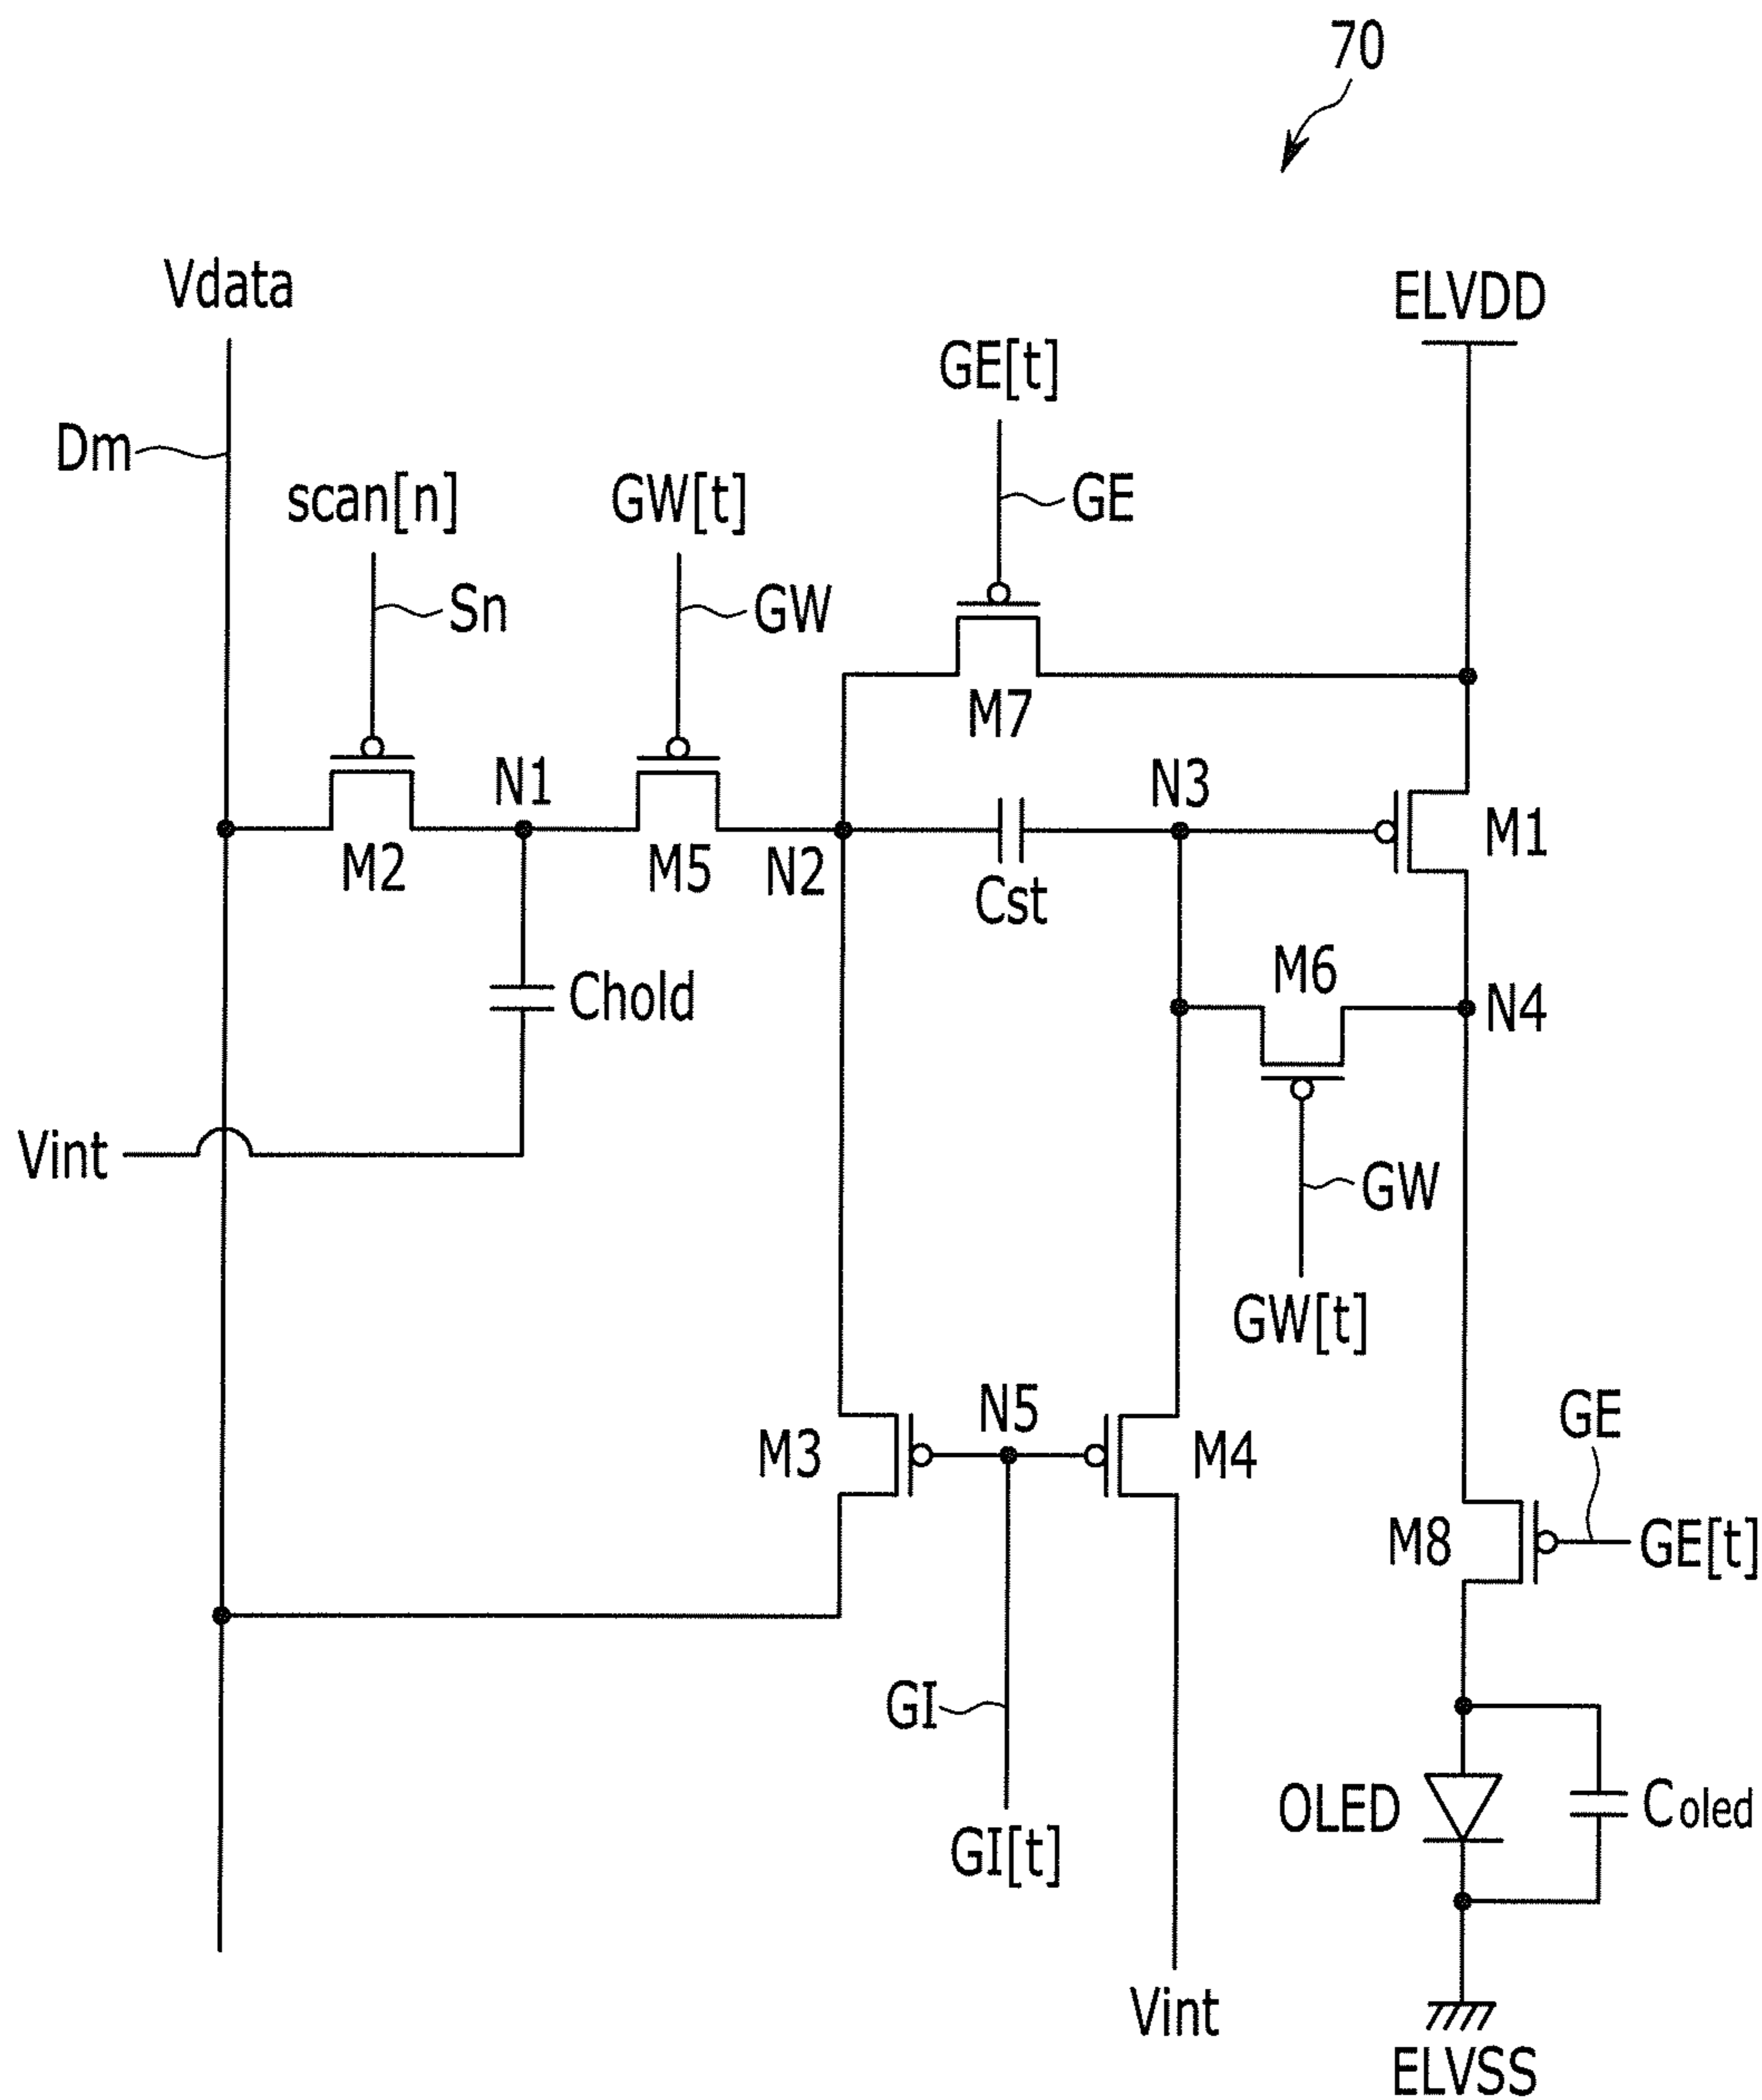 70
Vdata
ELVDD
GE[t]
Dm
scan[n]
GW[t]
GE
Sn
GW
M7
N1
N3
M2
M5
N2
Cst
M1
Chold
M6
N4
Vint
GW
GW[t]
N5
GE
M3
M4
M8
GE[t]
GI
OLED
Coled
GI[t]
Vint
ELVSS